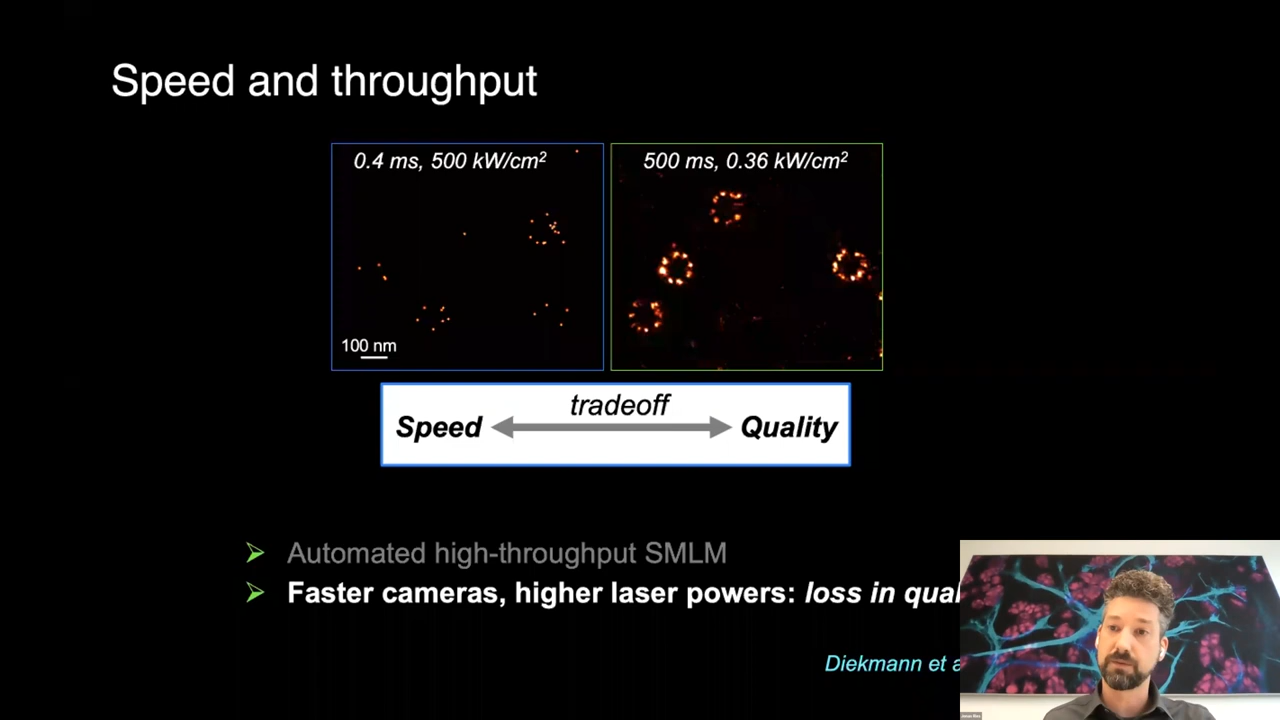 Speed and throughput
0.4 ms, 500 kW/cm²
500 ms, 0.36 kW/cm²
100 nm
tradeoff
Speed
Quality
Automated high-throughput SMLM
Faster cameras, higher laser powers: loss in qual
Diekmann et a